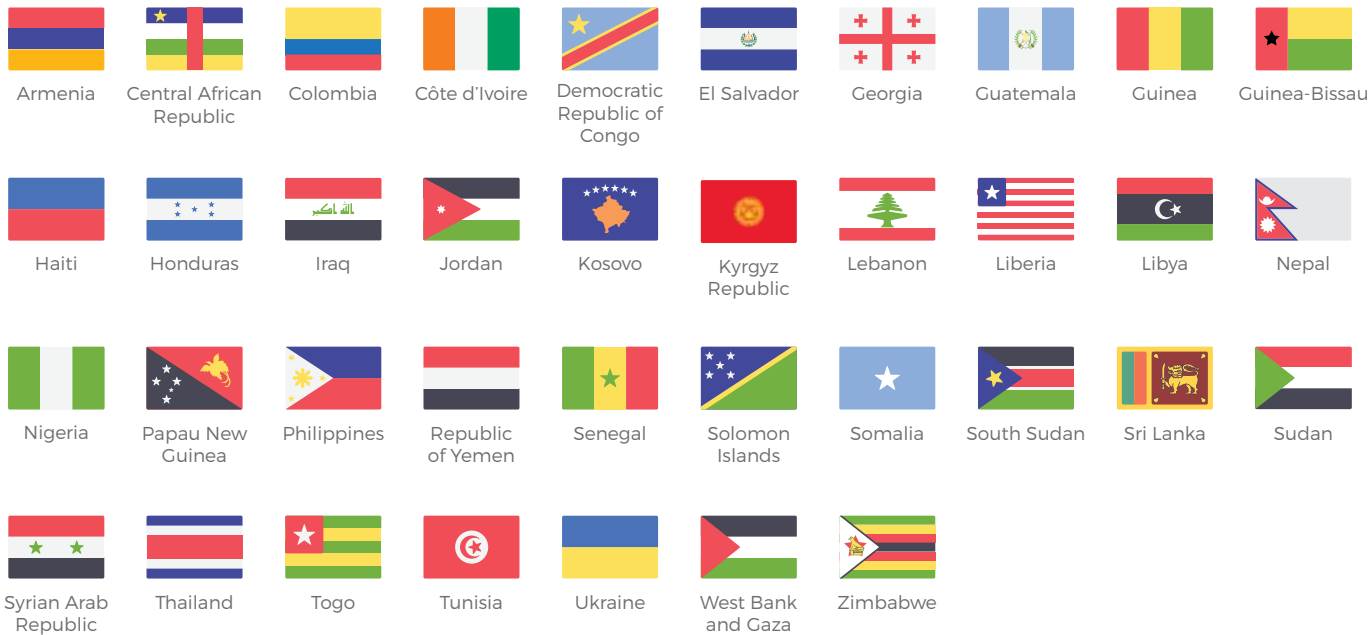 Armenia
Central African
Republic
Colombia
Côte d’Ivoire
Democratic
Republic of
Congo
El Salvador
Georgia
Guatemala
Guinea
Guinea-Bissau
Haiti
Honduras
Iraq
Jordan
Kosovo
Kyrgyz
Republic
Lebanon
Liberia
Libya
Nepal
Nigeria
Papau New
Guinea
Philippines
Republic
of Yemen
Senegal
Solomon
Islands
Somalia
South Sudan
Sri Lanka
Sudan
Syrian Arab
Republic
Thailand
Togo
Tunisia
Ukraine
West Bank
and Gaza
Zimbabwe